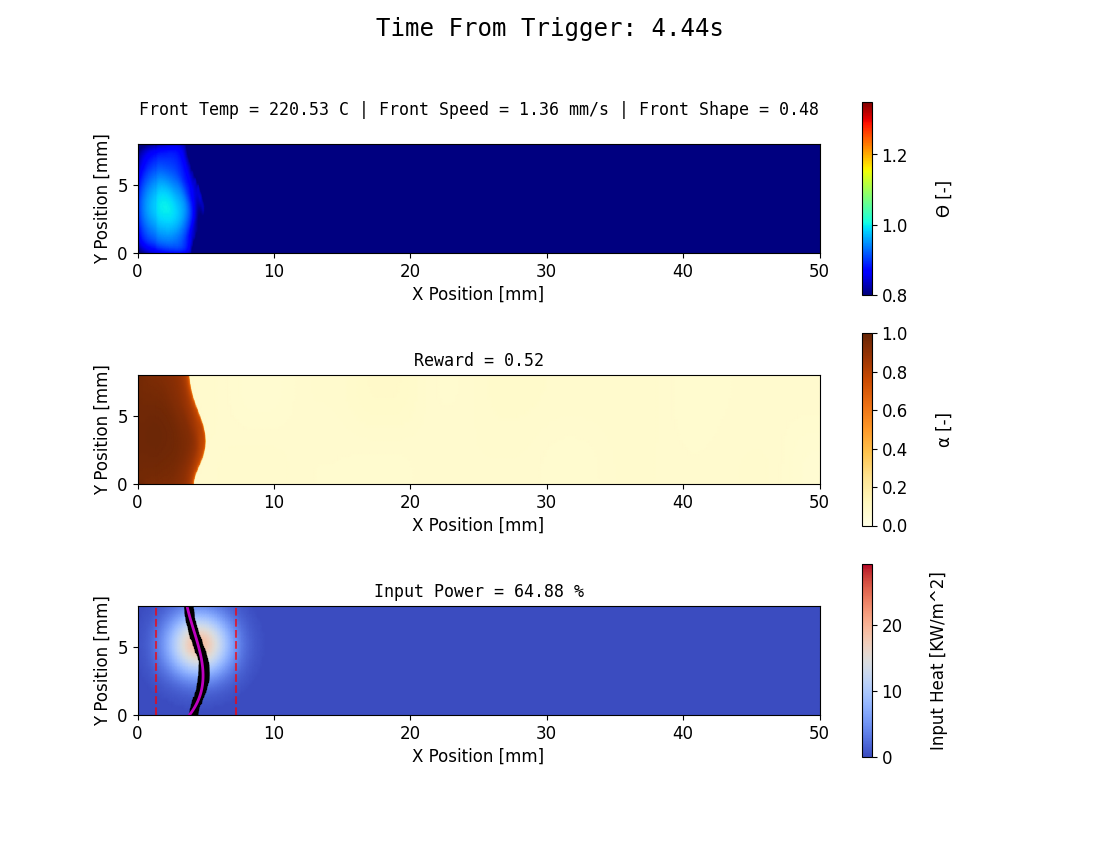 Time From Trigger: 4.44s
Front Temp = 220.53 C | Front Speed = 1.36 mm/s | Front Shape = 0.48
Y Position [mm]
5
0
0 10 20 30 40 50
X Position [mm]
1.2
1.0
0.8
Θ [-]
Reward = 0.52
Y Position [mm]
5
0
0 10 20 30 40 50
X Position [mm]
1.0
0.8
0.6
0.4
0.2
0.0
α [-]
Input Power = 64.88 %
Y Position [mm]
5
0
0 10 20 30 40 50
X Position [mm]
20
10
0
Input Heat [KW/m^2]